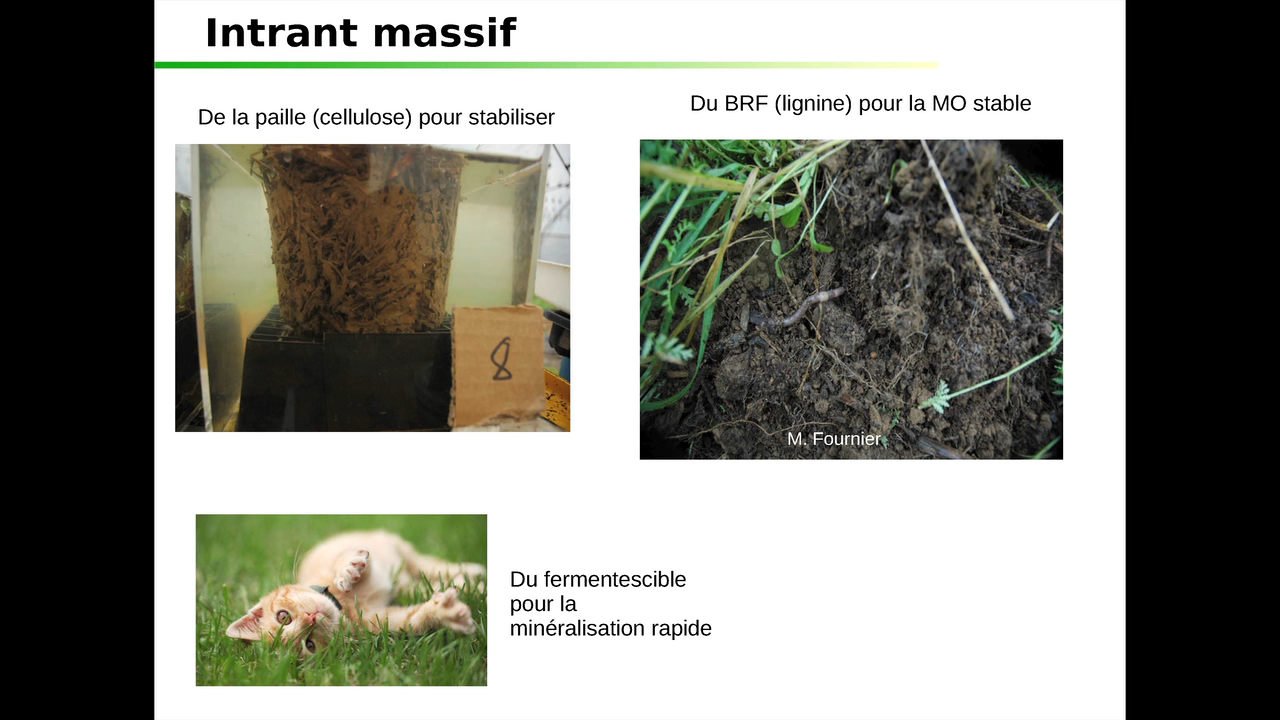 Intrant massif
De la paille (cellulose) pour stabiliser
Du BRF (lignine) pour la MO stable
8
M. Fournier
Du fermentescible
pour la
minéralisation rapide